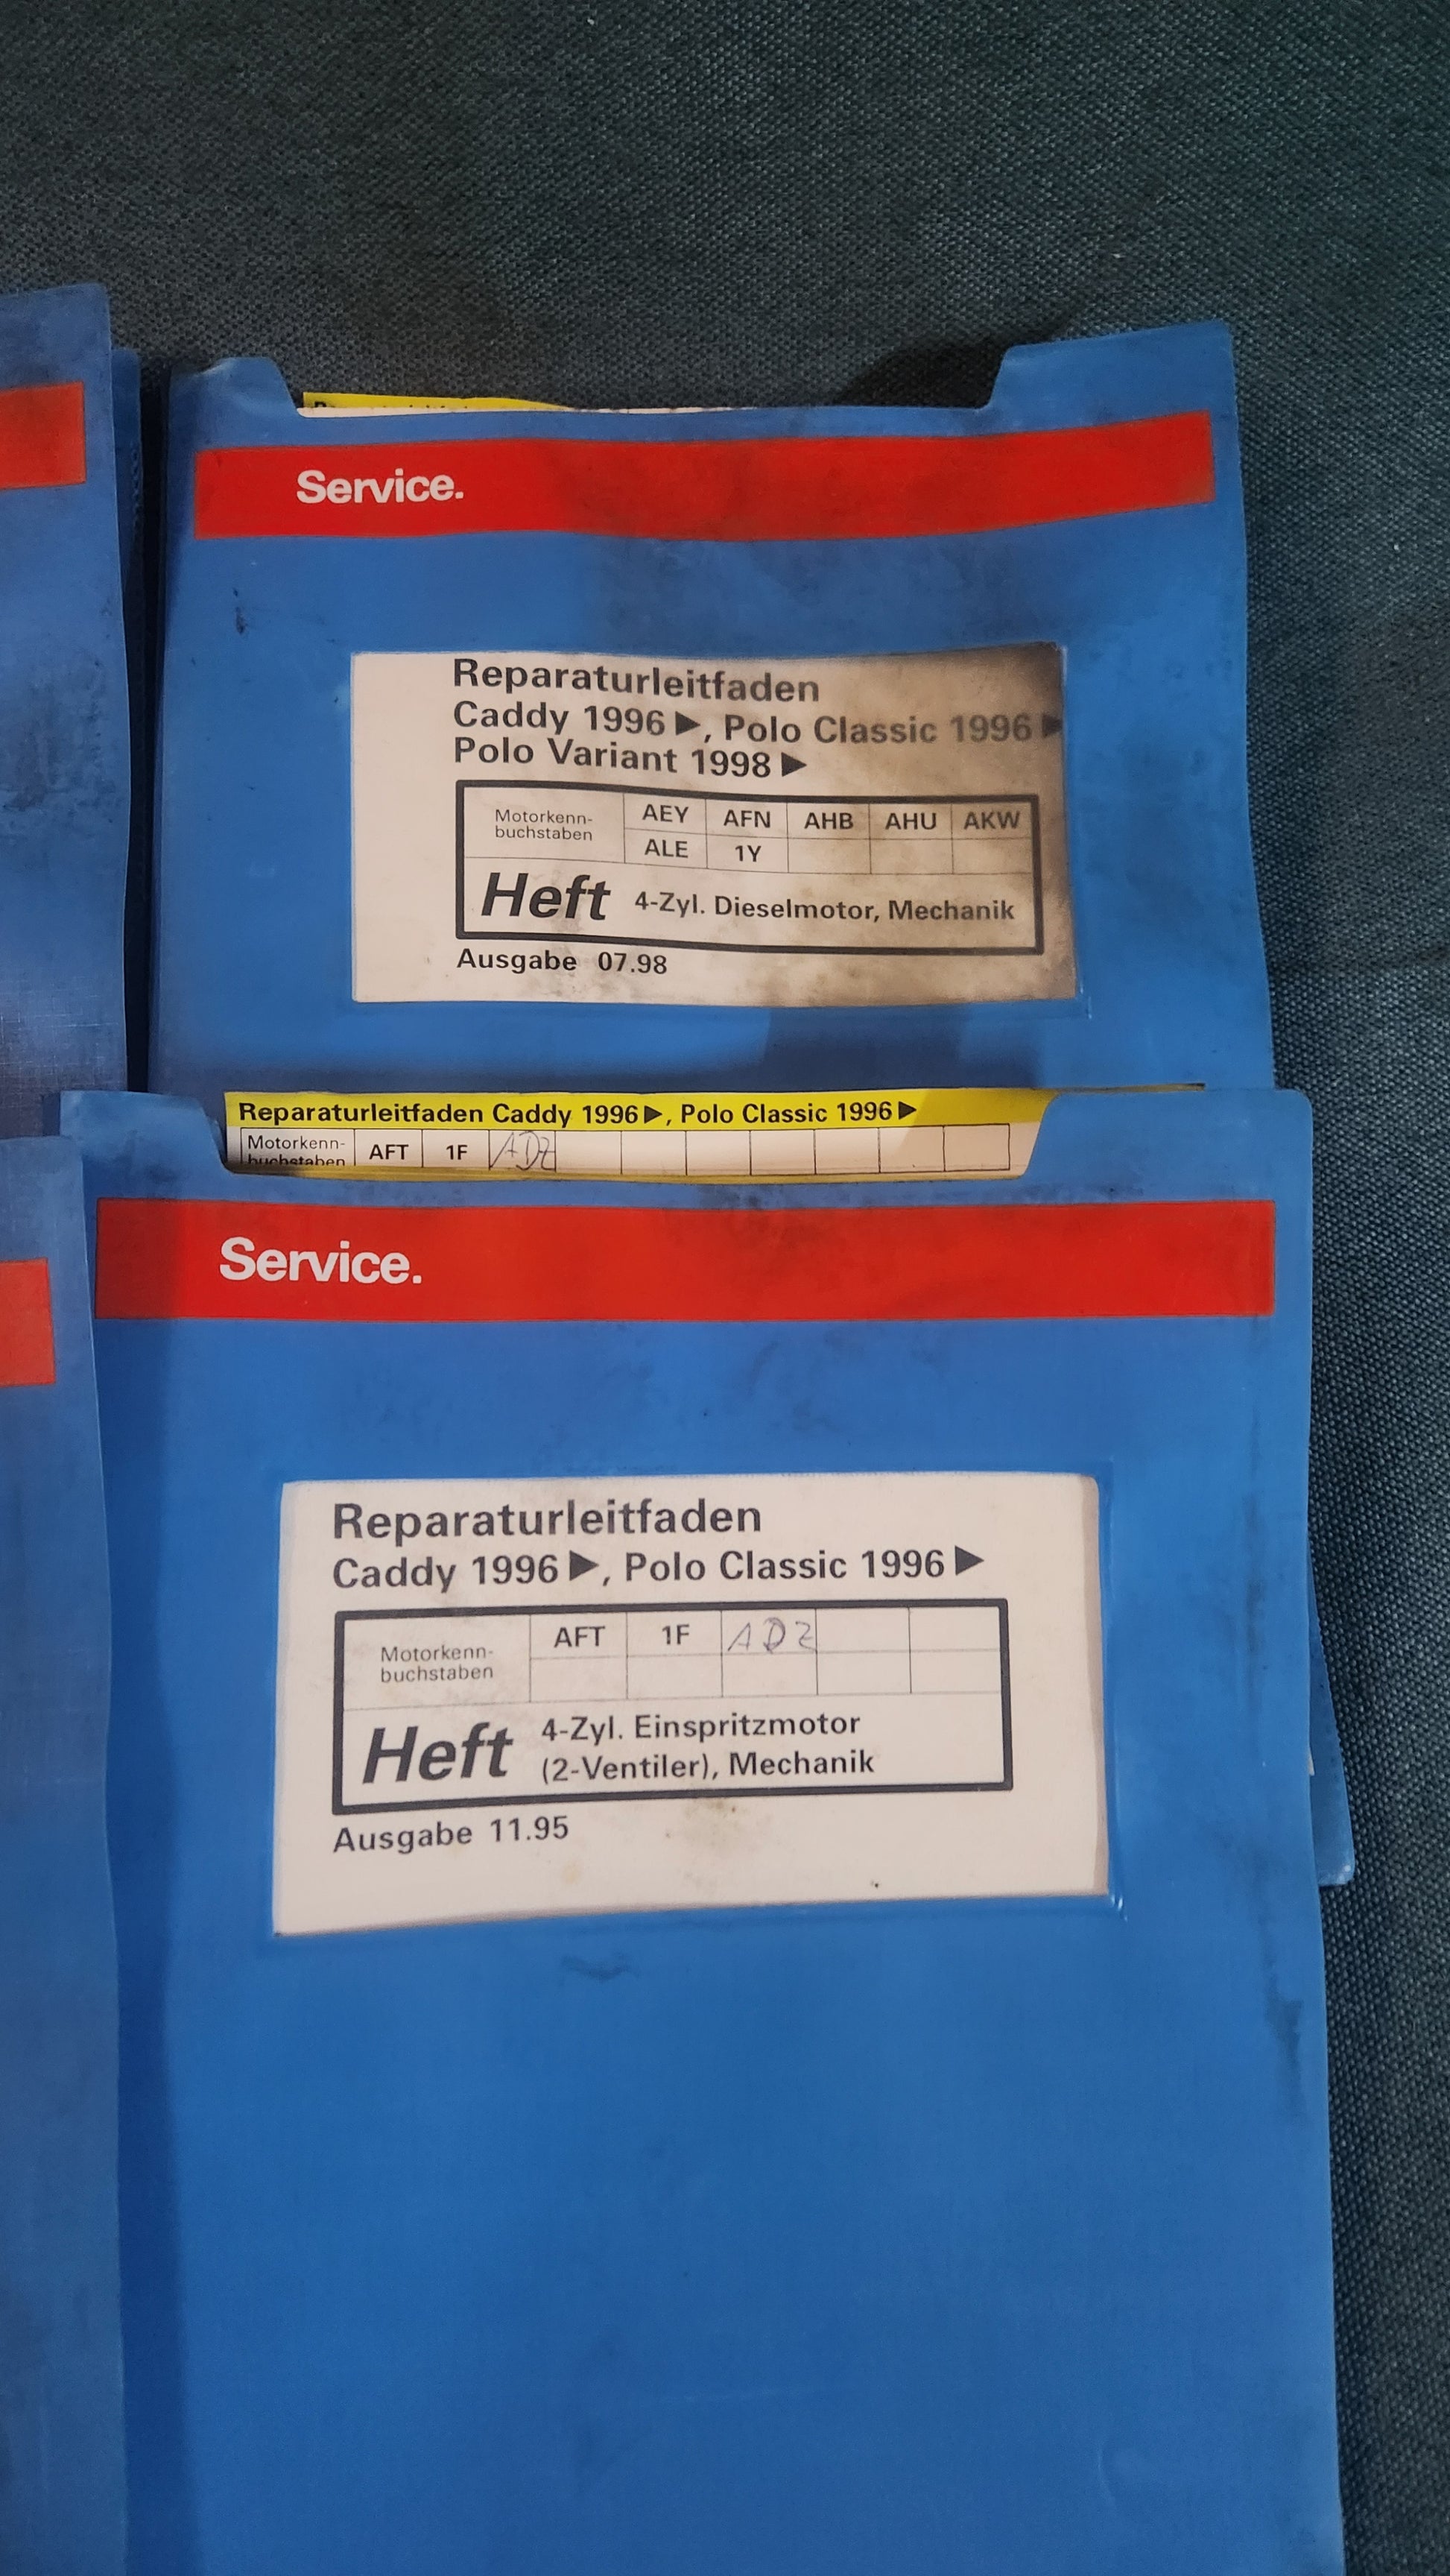 Service.
Reparaturleitfaden
Caddy 1996 ▶, Polo Classic 1996 ▶
Polo Variant 1998 ▶
Motorkenn-
buchstaben
AEY AFN AHB AHU AKW
ALE 1Y
Heft 4-Zyl. Dieselmotor, Mechanik
Ausgabe 07.98
Reparaturleitfaden Caddy 1996 ▶, Polo Classic 1996 ▶
Motorkenn-
buchstaben
AFT 1F ADZ
Service.
Reparaturleitfaden
Caddy 1996 ▶, Polo Classic 1996 ▶
Motorkenn-
buchstaben
AFT 1F ADZ
Heft 4-Zyl. Einspritzmotor
(2-Ventiler), Mechanik
Ausgabe 11.95